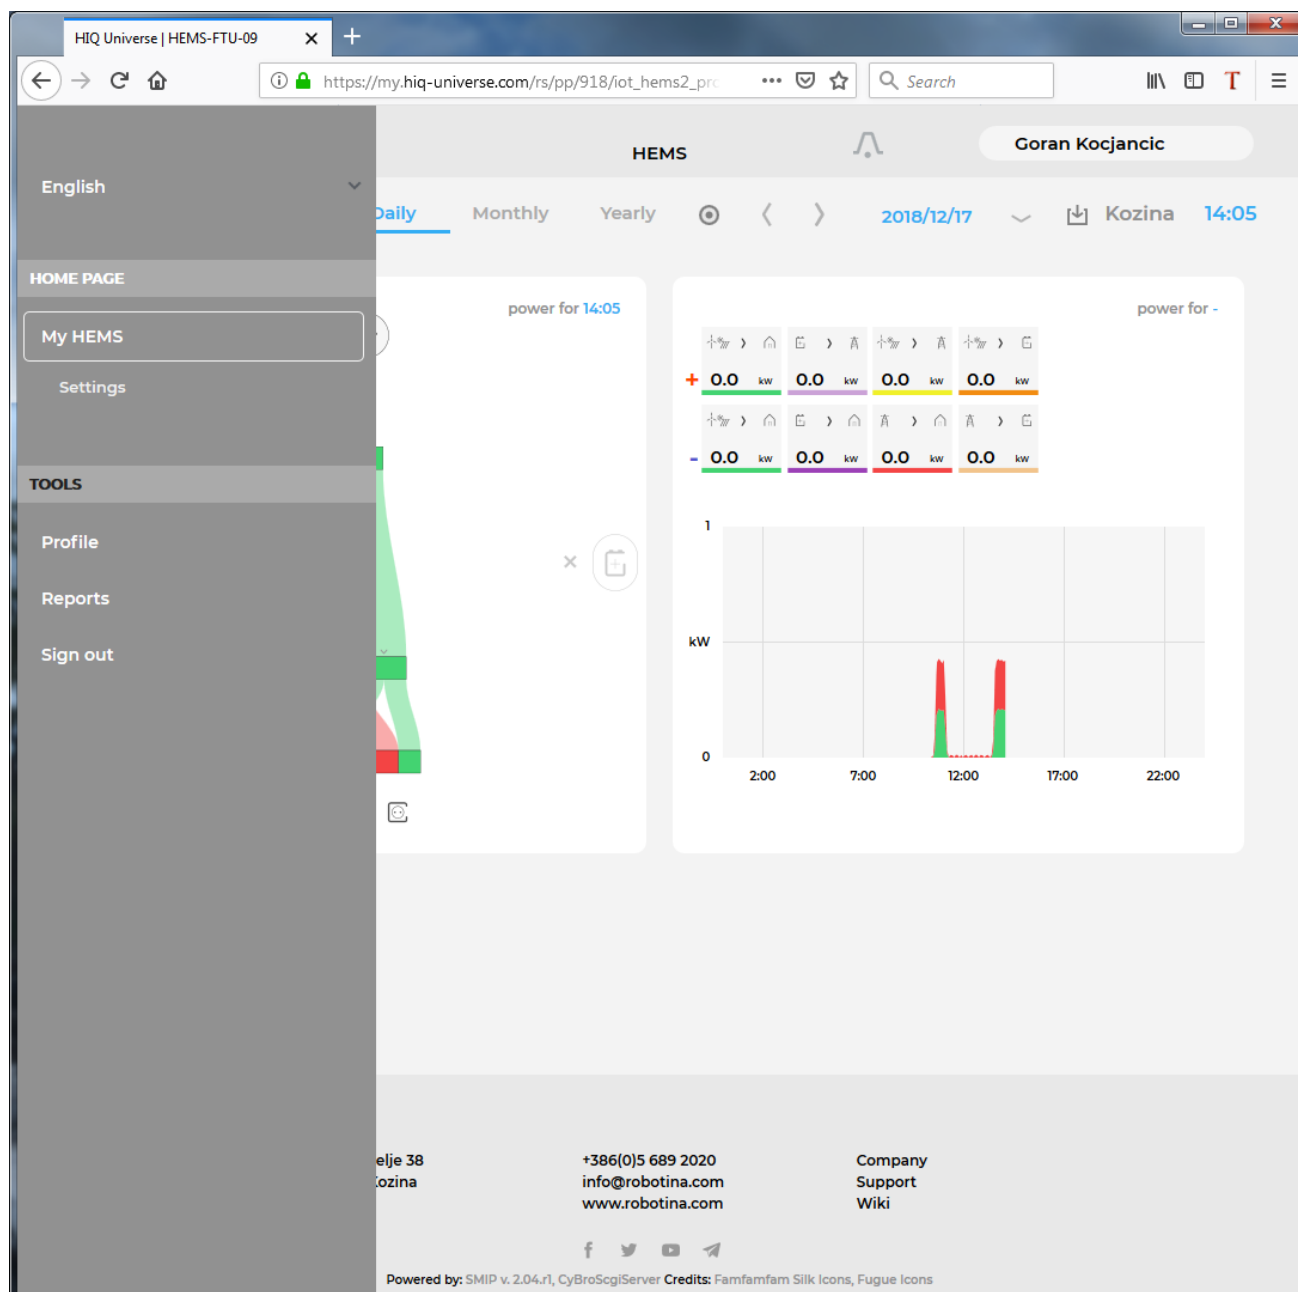 HIQ Universe | HEMS-FTU-09
https://my.hiq-universe.com/rs/pp/918/iot_hems2_prc
Search
T
HEMS
Goran Kocjancic
English
Daily Monthly Yearly 2018/12/17 Kozina 14:05
HOME PAGE
My HEMS
Settings
TOOLS
Profile
Reports
Sign out
power for 14:05
power for -
+ 0.0 kw 0.0 kw 0.0 kw 0.0 kw
- 0.0 kw 0.0 kw 0.0 kw 0.0 kw
1
kW
0
2:00 7:00 12:00 17:00 22:00
elje 38
ozina
+386(0)5 689 2020
info@robotina.com
www.robotina.com
Company
Support
Wiki
Powered by: SMIP v. 2.04.r1, CyBroScgiServer Credits: Famfamfam Silk Icons, Fugue Icons